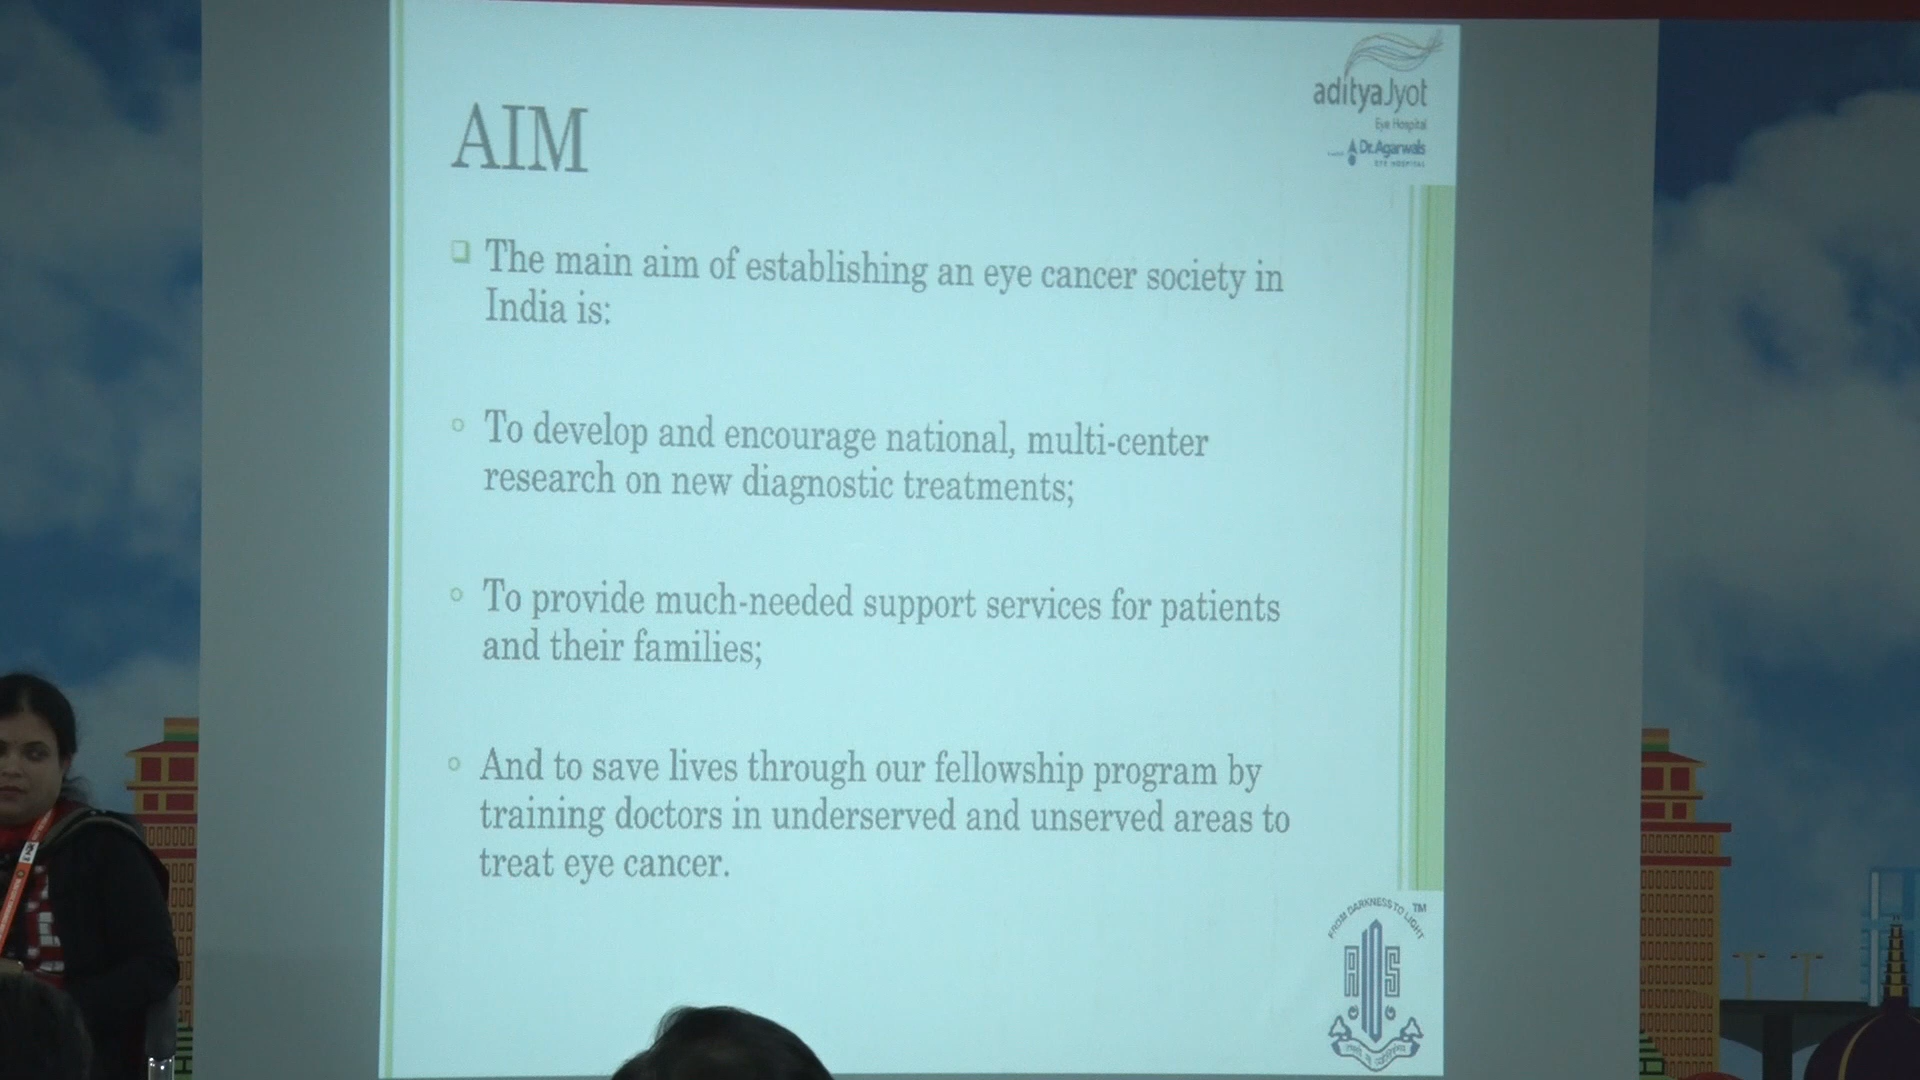 adityaJyot
Eye Hospital
Dr.Agarwals
EYE HOSPITAL
AIM
The main aim of establishing an eye cancer society in
India is:
To develop and encourage national, multi-center
research on new diagnostic treatments;
To provide much-needed support services for patients
and their families;
And to save lives through our fellowship program by
training doctors in underserved and unserved areas to
treat eye cancer.
FROM DARKNESS TO LIGHT TM
AIOS